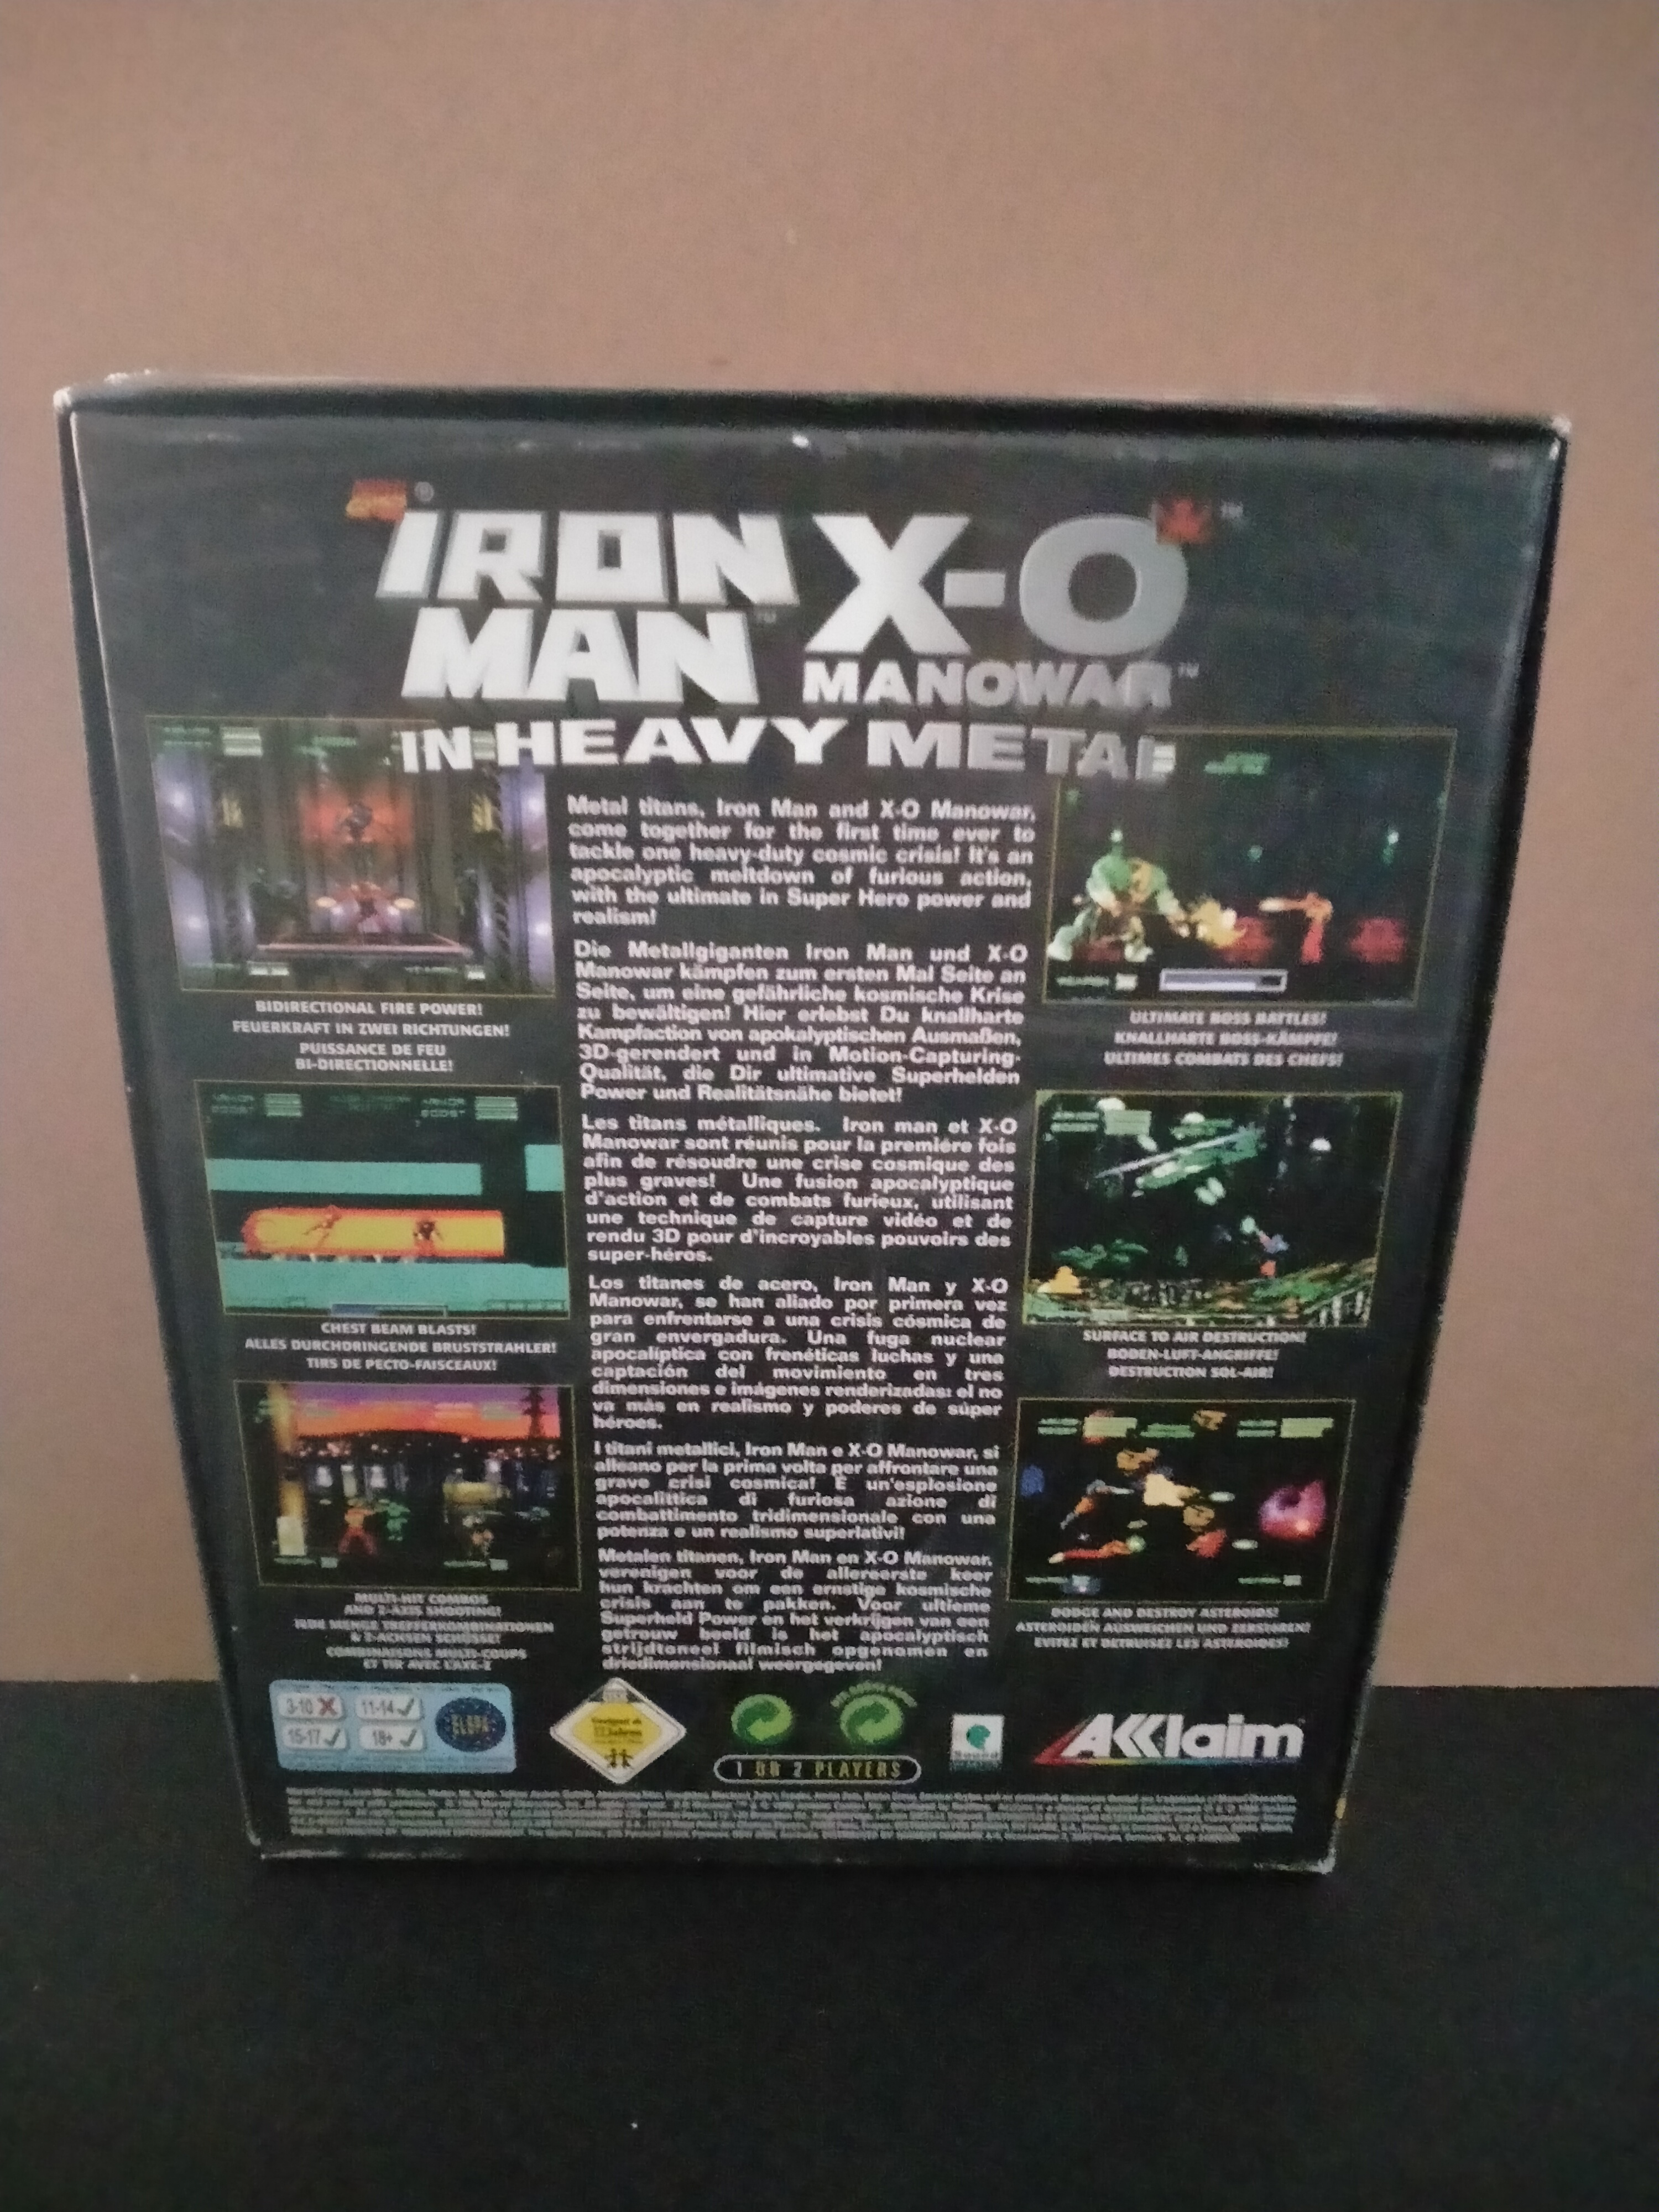 IRON
MAN™
X-O
MANOWAR™
IN HEAVY METAL
Metal titans, Iron Man and X-O Manowar,
come together for the first time ever to
tackle one heavy-duty cosmic crisis! It's an
apocalyptic meltdown of furious action,
with the ultimate in Super Hero power and
realism!
Die Metallgiganten Iron Man und X-O
Manowar kämpfen zum ersten Mal Seite an
Seite, um eine gefährliche kosmische Krise
zu bewältigen! Hier erlebst Du knallharte
Kampfaction von apokalyptischen Ausmaßen,
3D-gerendert und in Motion-Capturing-
Qualität, die Dir ultimative Superhelden
Power und Realitätsnähe bietet!
Les titans métalliques. Iron man et X-O
Manowar sont réunis pour la première fois
afin de résoudre une crise cosmique des
plus graves! Une fusion apocalyptique
d'action et de combats furieux, utilisant
une technique de capture vidéo et de
rendu 3D pour d'incroyables pouvoirs des
super-héros.
Los titanes de acero, Iron Man y X-O
Manowar, se han aliado por primera vez
para enfrentarse a una crisis cósmica de
gran envergadura. Una fuga nuclear
apocalíptica con frenéticas luchas y una
captación del movimiento en tres
dimensiones e imágenes renderizadas: el no
va más en realismo y poderes de súper
héroes.
I titani metallici, Iron Man e X-O Manowar, si
alleano per la prima volta per affrontare una
grave crisi cosmica! È un'esplosione
apocalittica di furiosa azione di
combattimento tridimensionale con una
potenza e un realismo superlativi!
Metalen titanen, Iron Man en X-O Manowar,
verenigen voor de allereerste keer
hun krachten om een ernstige kosmische
crisis aan te pakken. Voor ultieme
Superheld Power en het verkrijgen van een
getrouw beeld is het apocalyptisch
strijdtoneel filmisch opgenomen en
driedimensionaal weergegeven!
BIDIRECTIONAL FIRE POWER!
FEUERKRAFT IN ZWEI RICHTUNGEN!
PUISSANCE DE FEU
BI-DIRECTIONNELLE!
CHEST BEAM BLASTS!
ALLES DURCHDRINGENDE BRUSTSTRAHLER!
TIRS DE PECTO-FAISCEAUX!
MULTI-HIT COMBOS
AND Z-AXIS SHOOTING!
JEDE MENGE TREFFERKOMBINATIONEN
& Z-ACHSEN SCHÜSSE!
COMBINAISONS MULTI-COUPS
ET TIR AVEC L'AXE-Z
ULTIMATE BOSS BATTLES!
KNALLHARTE BOSS-KÄMPFE!
ULTIMES COMBATS DES CHEFS!
SURFACE TO AIR DESTRUCTION!
BODEN-LUFT-ANGRIFFE!
DESTRUCTION SOL-AIR!
DODGE AND DESTROY ASTEROIDS!
ASTEROIDEN AUSWEICHEN UND ZERSTÖREN!
EVITEZ ET DETRUISEZ LES ASTEROIDES!
3-10 11-14
15-17 18+
ELSPA
1 OR 2 PLAYERS
AKKlaim